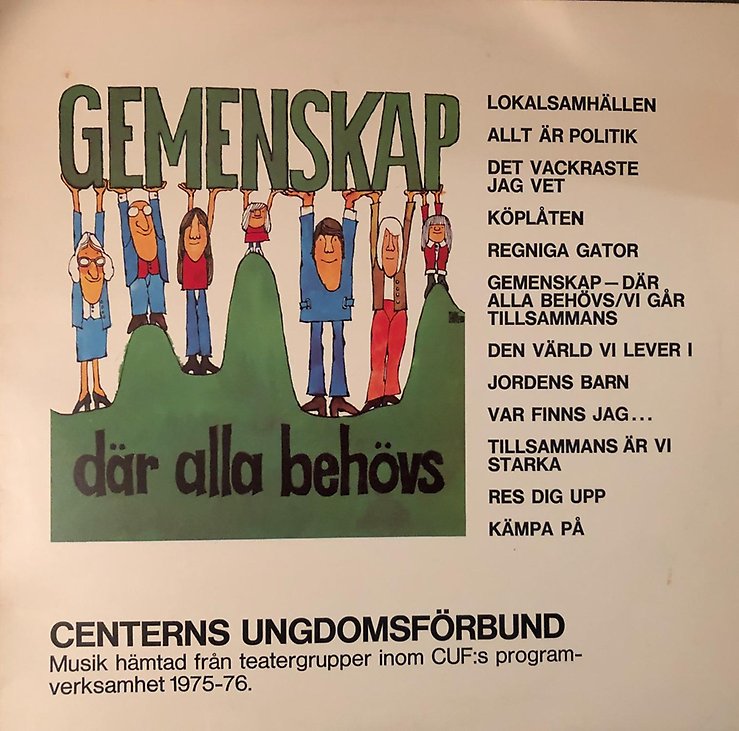 GEMENSKAP
där alla behövs
LOKALSAMHÄLLEN
ALLT ÄR POLITIK
DET VACKRASTE
JAG VET
KÖPLÅTEN
REGNIGA GATOR
GEMENSKAP – DÄR
ALLA BEHÖVS/VI GÅR
TILLSAMMANS
DEN VÄRLD VI LEVER I
JORDENS BARN
VAR FINNS JAG...
TILLSAMMANS ÄR VI
STARKA
RES DIG UPP
KÄMPA PÅ
CENTERNS UNGDOMSFÖRBUND
Musik hämtad från teatergrupper inom CUF:s program-
verksamhet 1975-76.